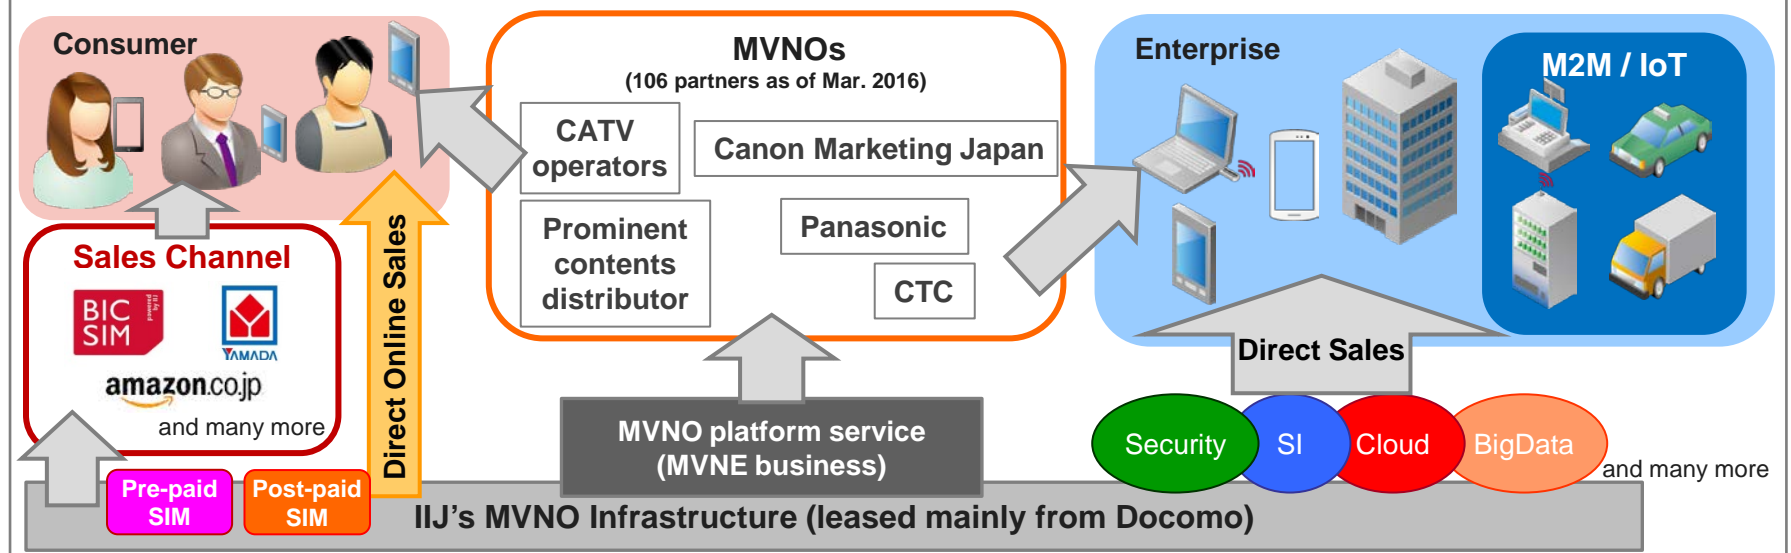 Consumer
MVNOs
(106 partners as of Mar. 2016)
CATV
operators
Canon Marketing Japan
Prominent
contents
distributor
Panasonic
CTC
Enterprise
M2M / IoT
Sales Channel
BIC
SIM
powered
by IIJ
YAMADA
amazon.co.jp
and many more
Direct Online Sales
Direct Sales
MVNO platform service
(MVNE business)
Security
SI
Cloud
BigData
and many more
Pre-paid
SIM
Post-paid
SIM
IIJ's MVNO Infrastructure (leased mainly from Docomo)